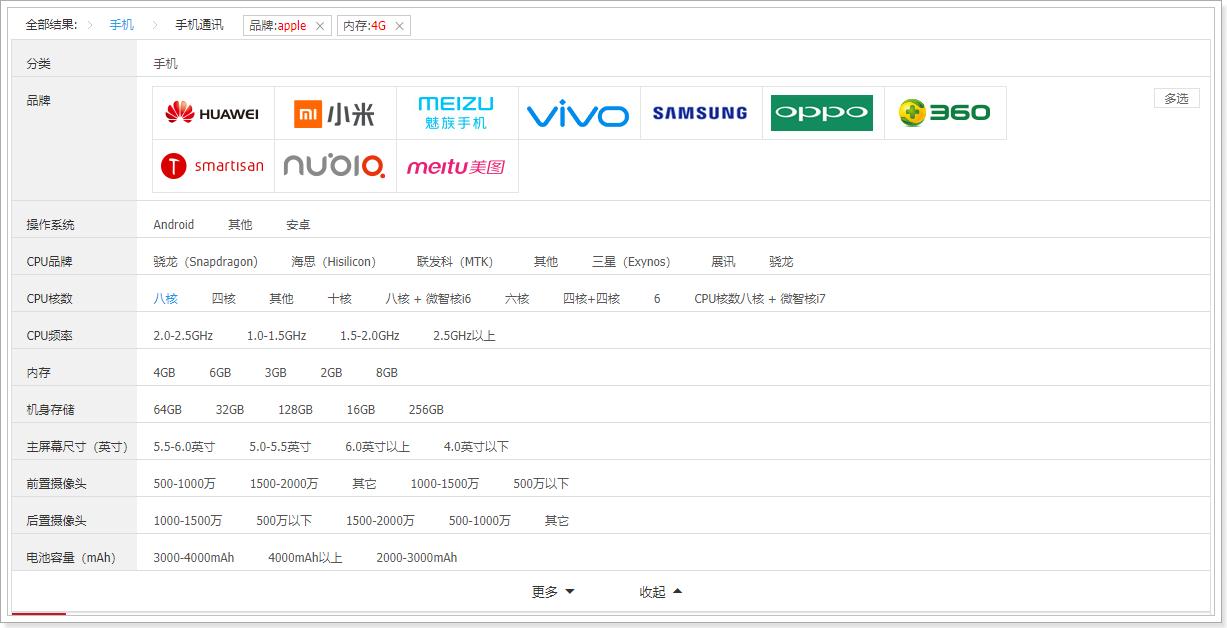 全部结果: 手机 手机通讯 品牌:apple × 内存:4G ×
分类 手机
品牌 HUAWEI mi 小米 MEIZU 魅族手机 vivo SAMSUNG oppo 360 多选
T smartisan nubia meitu美图
操作系统 Android 其他 安卓
CPU品牌 骁龙（Snapdragon) 海思（Hisilicon） 联发科（MTK） 其他 三星（Exynos） 展讯 骁龙
CPU核数 八核 四核 其他 十核 八核 + 微智核i6 六核 四核+四核 6 CPU核数八核 + 微智核i7
CPU频率 2.0-2.5GHz 1.0-1.5GHz 1.5-2.0GHz 2.5GHz以上
内存 4GB 6GB 3GB 2GB 8GB
机身存储 64GB 32GB 128GB 16GB 256GB
主屏幕尺寸（英寸） 5.5-6.0英寸 5.0-5.5英寸 6.0英寸以上 4.0英寸以下
前置摄像头 500-1000万 1500-2000万 其它 1000-1500万 500万以下
后置摄像头 1000-1500万 500万以下 1500-2000万 500-1000万 其它
电池容量（mAh） 3000-4000mAh 4000mAh以上 2000-3000mAh
更多 收起